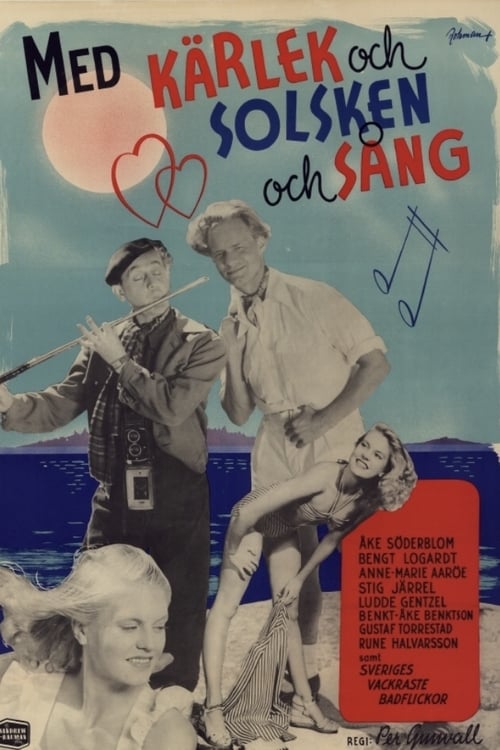 MED KÄRLEK och
SOLSKEN
och SÅNG
ÅKE SÖDERBLOM
BENGT LOGARDT
ANNE-MARIE AARÖE
STIG JÄRREL
LUDDE GENTZEL
BENKT-ÅKE BENKTSON
GUSTAF TORRESTAD
RUNE HALVARSSON
samt
SVERIGES
VACKRASTE
BADFLICKOR
REGI: Per Gunwall